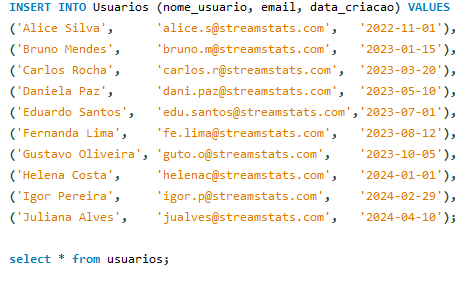 INSERT INTO Usuarios (nome_usuario, email, data_criacao) VALUES
('Alice Silva', 'alice.s@streamstats.com', '2022-11-01'),
('Bruno Mendes', 'bruno.m@streamstats.com', '2023-01-15'),
('Carlos Rocha', 'carlos.r@streamstats.com', '2023-03-20'),
('Daniela Paz', 'dani.paz@streamstats.com', '2023-05-10'),
('Eduardo Santos', 'edu.santos@streamstats.com','2023-07-01'),
('Fernanda Lima', 'fe.lima@streamstats.com', '2023-08-12'),
('Gustavo Oliveira', 'guto.o@streamstats.com', '2023-10-05'),
('Helena Costa', 'helenac@streamstats.com', '2024-01-01'),
('Igor Pereira', 'igor.p@streamstats.com', '2024-02-29'),
('Juliana Alves', 'jualves@streamstats.com', '2024-04-10');
select * from usuarios;